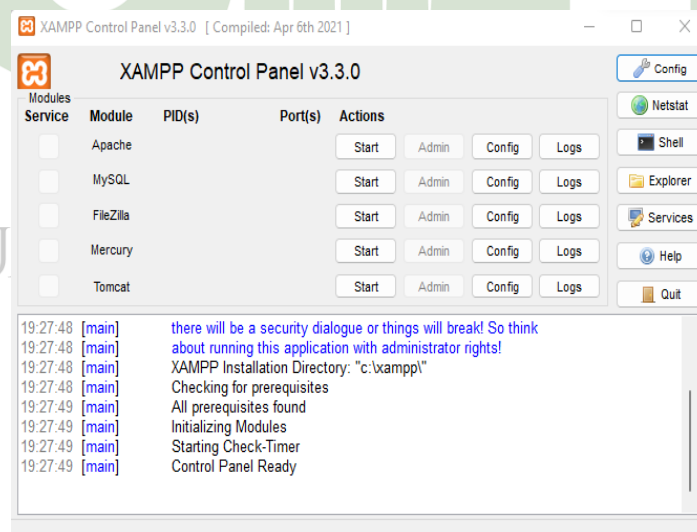 XAMPP Control Panel v3.3.0 [ Compiled: Apr 6th 2021 ]
XAMPP Control Panel v3.3.0
Config
Modules
Service Module PID(s) Port(s) Actions
Netstat
Apache Start Admin Config Logs
Shell
MySQL Start Admin Config Logs
Explorer
FileZilla Start Admin Config Logs
Services
Mercury Start Admin Config Logs
Help
Tomcat Start Admin Config Logs
Quit
19:27:48 [main] there will be a security dialogue or things will break! So think
19:27:48 [main] about running this application with administrator rights!
19:27:48 [main] XAMPP Installation Directory: "c:\xampp\"
19:27:48 [main] Checking for prerequisites
19:27:49 [main] All prerequisites found
19:27:49 [main] Initializing Modules
19:27:49 [main] Starting Check-Timer
19:27:49 [main] Control Panel Ready